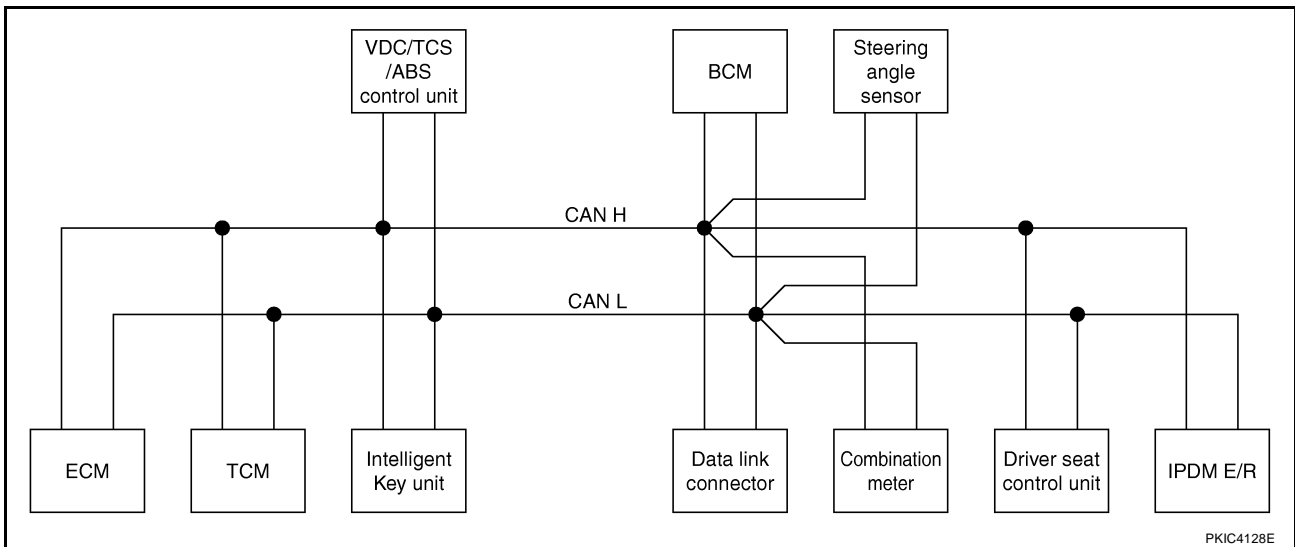 VDC/TCS
/ABS
control unit
BCM
Steering
angle
sensor
CAN H
CAN L
ECM
TCM
Intelligent
Key unit
Data link
connector
Combination
meter
Driver seat
control unit
IPDM E/R
PKIC4128E